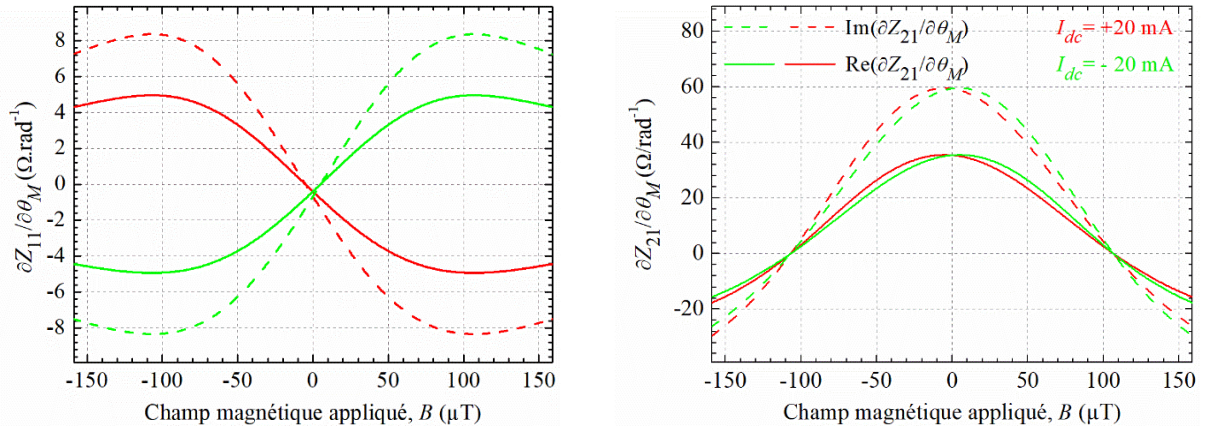 8
6
4
2
0
-2
-4
-6
-8
∂Z11/∂θM (Ω.rad⁻¹)
-150 -100 -50 0 50 100 150
Champ magnétique appliqué, B (µT)
80
60
40
20
0
-20
∂Z21/∂θM (Ω/rad⁻¹)
Im(∂Z21/∂θM) Idc= +20 mA
Re(∂Z21/∂θM) Idc= - 20 mA
-150 -100 -50 0 50 100 150
Champ magnétique appliqué, B (µT)